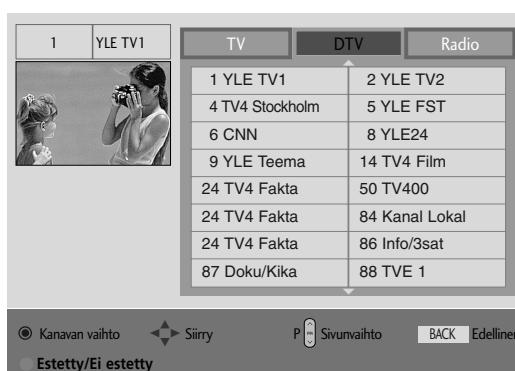 1 YLE TV1
TV DTV Radio
1 YLE TV1 2 YLE TV2
4 TV4 Stockholm 5 YLE FST
6 CNN 8 YLE24
9 YLE Teema 14 TV4 Film
24 TV4 Fakta 50 TV400
24 TV4 Fakta 84 Kanal Lokal
24 TV4 Fakta 86 Info/3sat
87 Doku/Kika 88 TVE 1
Kanavan vaihto Siirry P Sivunvaihto BACK Edelliner
Estetty/Ei estetty